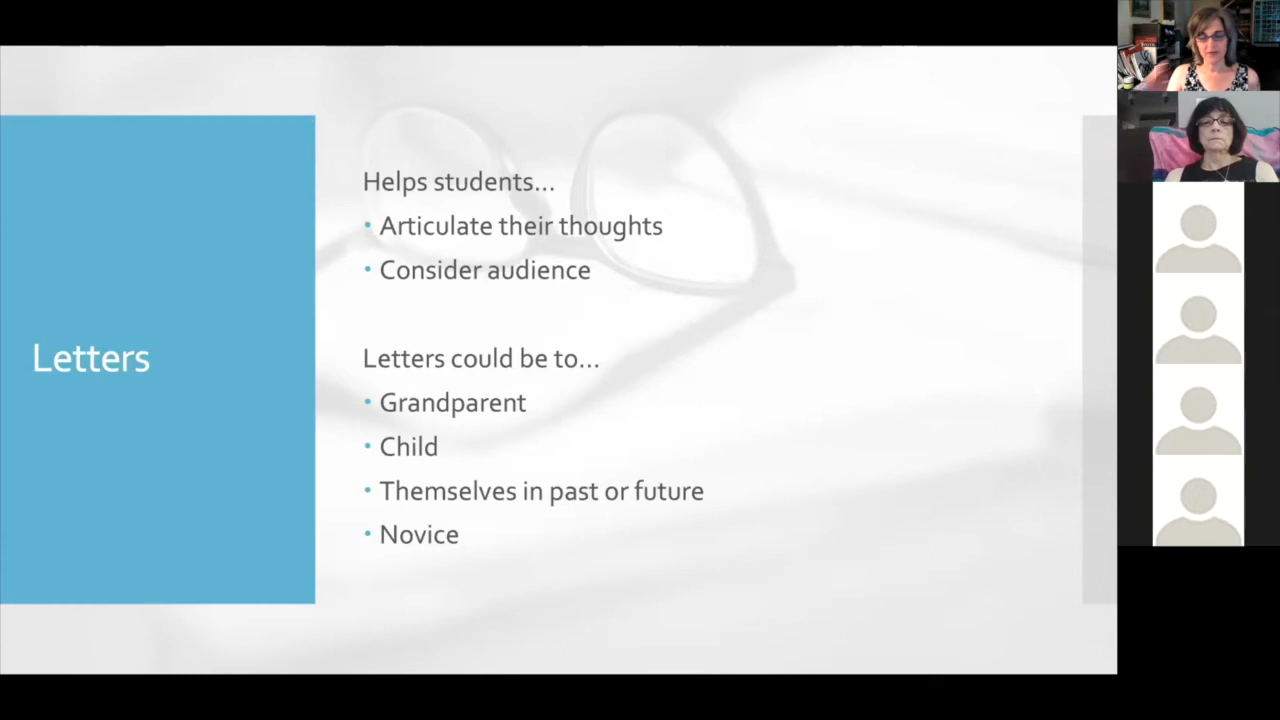 Letters
Helps students...
• Articulate their thoughts
• Consider audience
Letters could be to...
• Grandparent
• Child
• Themselves in past or future
• Novice